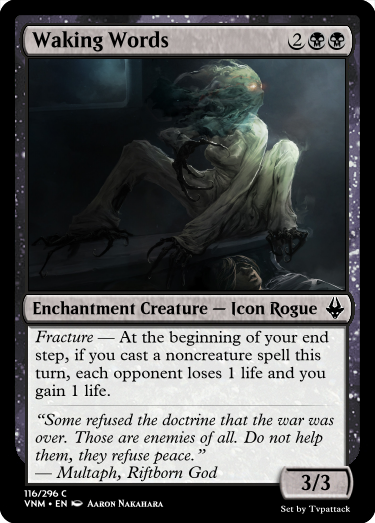 Waking Words 2
Enchantment Creature — Icon Rogue
Fracture — At the beginning of your end
step, if you cast a noncreature spell this
turn, each opponent loses 1 life and you
gain 1 life.
“Some refused the doctrine that the war was
over. Those are enemies of all. Do not help
them, they refuse peace.”
— Multaph, Riftborn God
3/3
116/296 C
VNM • EN Aaron Nakahara
Set by Tvpattack